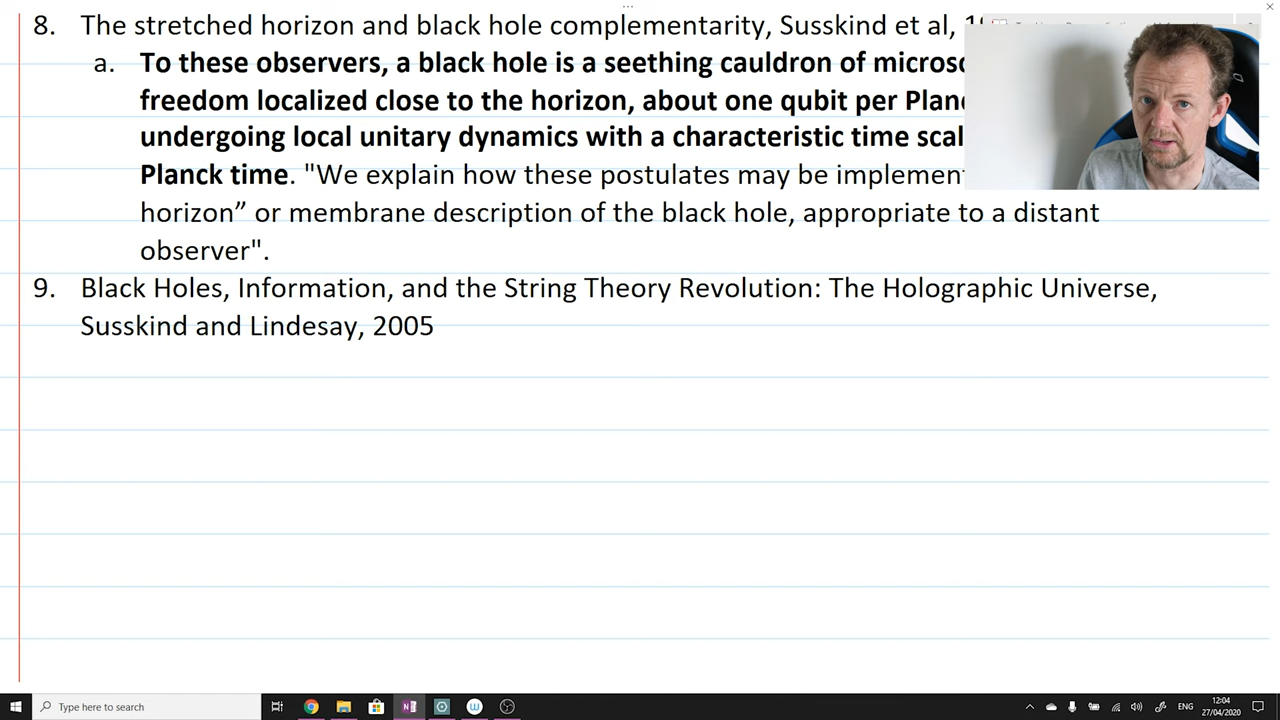 8. The stretched horizon and black hole complementarity, Susskind et al,
a. To these observers, a black hole is a seething cauldron of
freedom localized close to the horizon, about one qubit per
undergoing local unitary dynamics with a characteristic time
Planck time. "We explain how these postulates may be
horizon” or membrane description of the black hole, appropriate to a distant
observer".
9. Black Holes, Information, and the String Theory Revolution: The Holographic Universe,
Susskind and Lindesay, 2005
Type here to search
ENG
12:04
27/04/2020